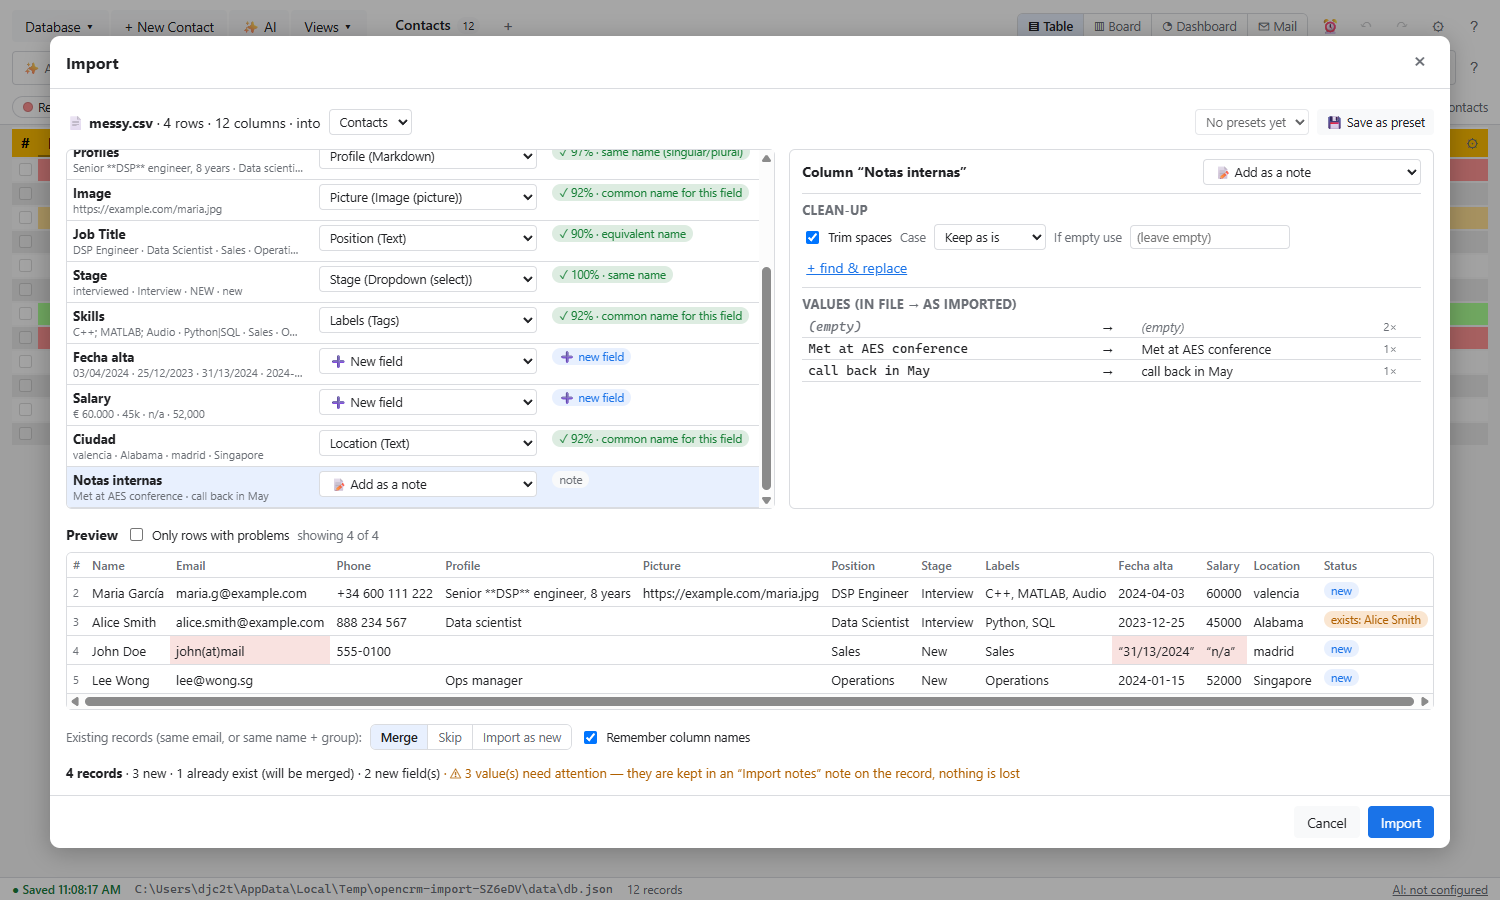 Database ▾ + New Contact ✨ AI Views ▾ Contacts 12 + Table Board Dashboard Mail ?
Import ×
messy.csv · 4 rows · 12 columns · into Contacts No presets yet Save as preset
Profiles Profile (Markdown) ✓ 97% · same name (singular/plural)
Senior **DSP** engineer, 8 years · Data scienti...
Image Picture (Image (picture)) ✓ 92% · common name for this field
https://example.com/maria.jpg
Job Title Position (Text) ✓ 90% · equivalent name
DSP Engineer · Data Scientist · Sales · Operati...
Stage Stage (Dropdown (select)) ✓ 100% · same name
interviewed · Interview · NEW · new
Skills Labels (Tags) ✓ 92% · common name for this field
C++; MATLAB; Audio · Python|SQL · Sales · O...
Fecha alta ➕ New field ➕ new field
03/04/2024 · 25/12/2023 · 31/13/2024 · 2024-...
Salary ➕ New field ➕ new field
€ 60.000 · 45k · n/a · 52,000
Ciudad Location (Text) ✓ 92% · common name for this field
valencia · Alabama · madrid · Singapore
Notas internas Add as a note note
Met at AES conference · call back in May
Column “Notas internas” Add as a note
CLEAN-UP
Trim spaces Case Keep as is If empty use (leave empty)
+ find & replace
VALUES (IN FILE → AS IMPORTED)
(empty) → (empty) 2×
Met at AES conference → Met at AES conference 1×
call back in May → call back in May 1×
Preview Only rows with problems showing 4 of 4
# Name Email Phone Profile Picture Position Stage Labels Fecha alta Salary Location Status
2 Maria García maria.g@example.com +34 600 111 222 Senior **DSP** engineer, 8 years https://example.com/maria.jpg DSP Engineer Interview C++, MATLAB, Audio 2024-04-03 60000 valencia new
3 Alice Smith alice.smith@example.com 888 234 567 Data scientist Data Scientist Interview Python, SQL 2023-12-25 45000 Alabama exists: Alice Smith
4 John Doe john(at)mail 555-0100 Sales New Sales “31/13/2024” “n/a” madrid new
5 Lee Wong lee@wong.sg Ops manager Operations New Operations 2024-01-15 52000 Singapore new
Existing records (same email, or same name + group): Merge Skip Import as new Remember column names
4 records · 3 new · 1 already exist (will be merged) · 2 new field(s) · ⚠ 3 value(s) need attention — they are kept in an “Import notes” note on the record, nothing is lost
Cancel Import
● Saved 11:08:17 AM C:\Users\djc2t\AppData\Local\Temp\opencrm-import-SZ6eDV\data\db.json 12 records AI: not configured